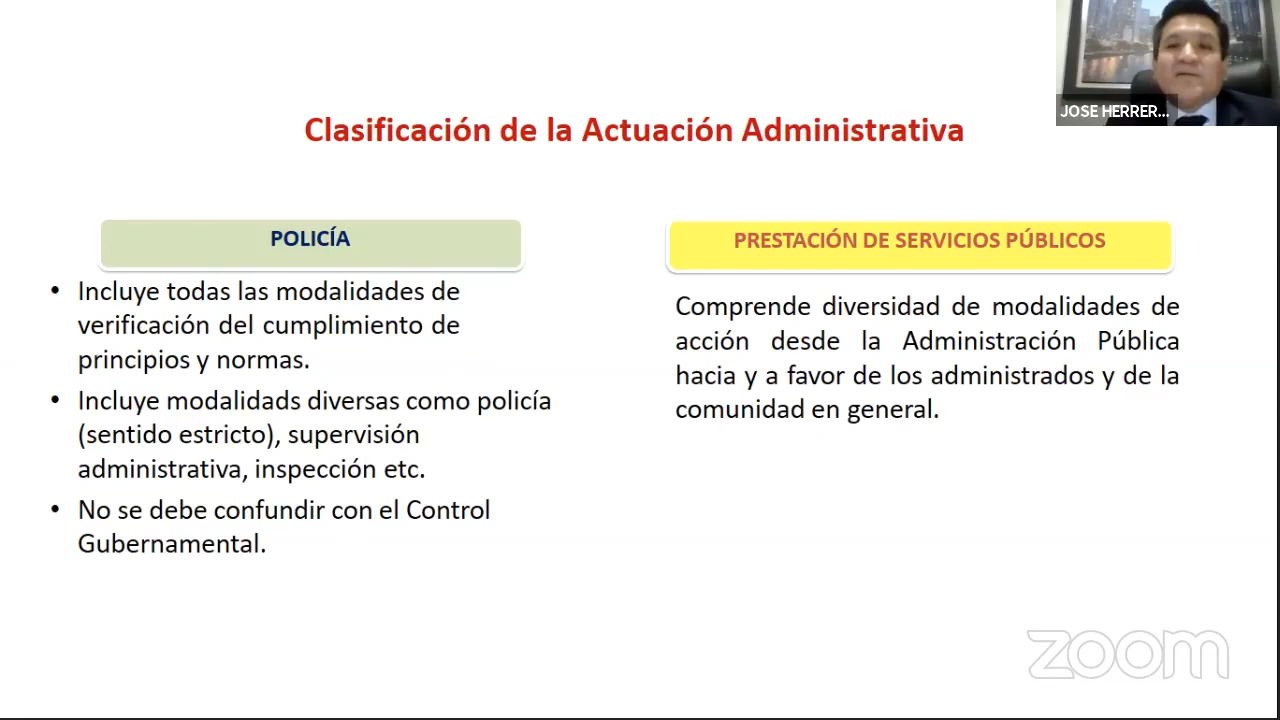 JOSE HERRER...
Clasificación de la Actuación Administrativa
POLICÍA
• Incluye todas las modalidades de
verificación del cumplimiento de
principios y normas.
• Incluye modalidads diversas como policía
(sentido estricto), supervisión
administrativa, inspección etc.
• No se debe confundir con el Control
Gubernamental.
PRESTACIÓN DE SERVICIOS PÚBLICOS
Comprende diversidad de modalidades de
acción desde la Administración Pública
hacia y a favor de los administrados y de la
comunidad en general.
zoom